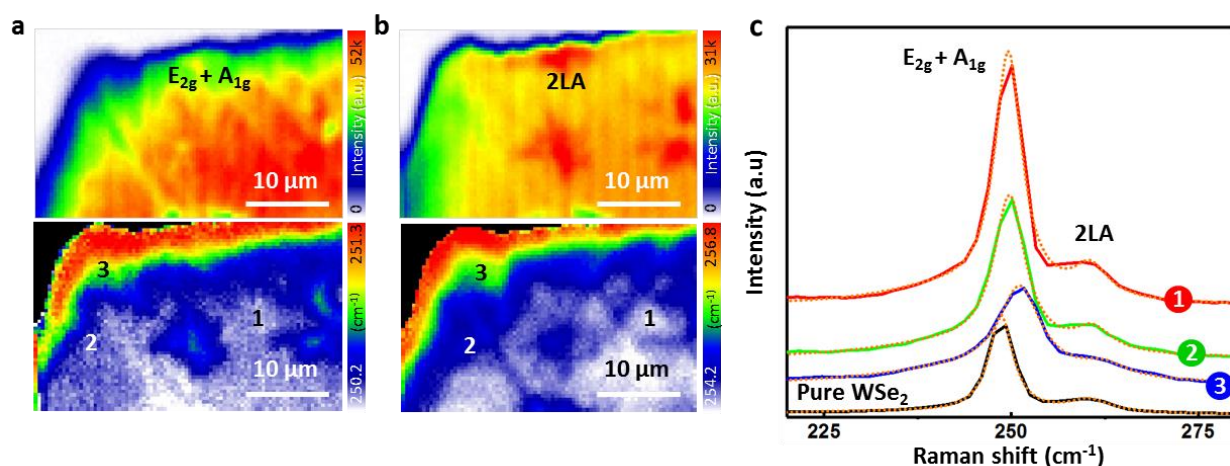 a
E2g + A1g
10 μm
52k
Intensity (a.u.)
0
3
2
1
10 μm
251.3
(cm-1)
250.2
b
2LA
10 μm
31k
Intensity (a.u.)
0
3
2
1
10 μm
256.8
(cm-1)
254.2
c
E2g + A1g
2LA
1
2
3
Pure WSe2
Intensity (a.u)
225
250
275
Raman shift (cm-1)